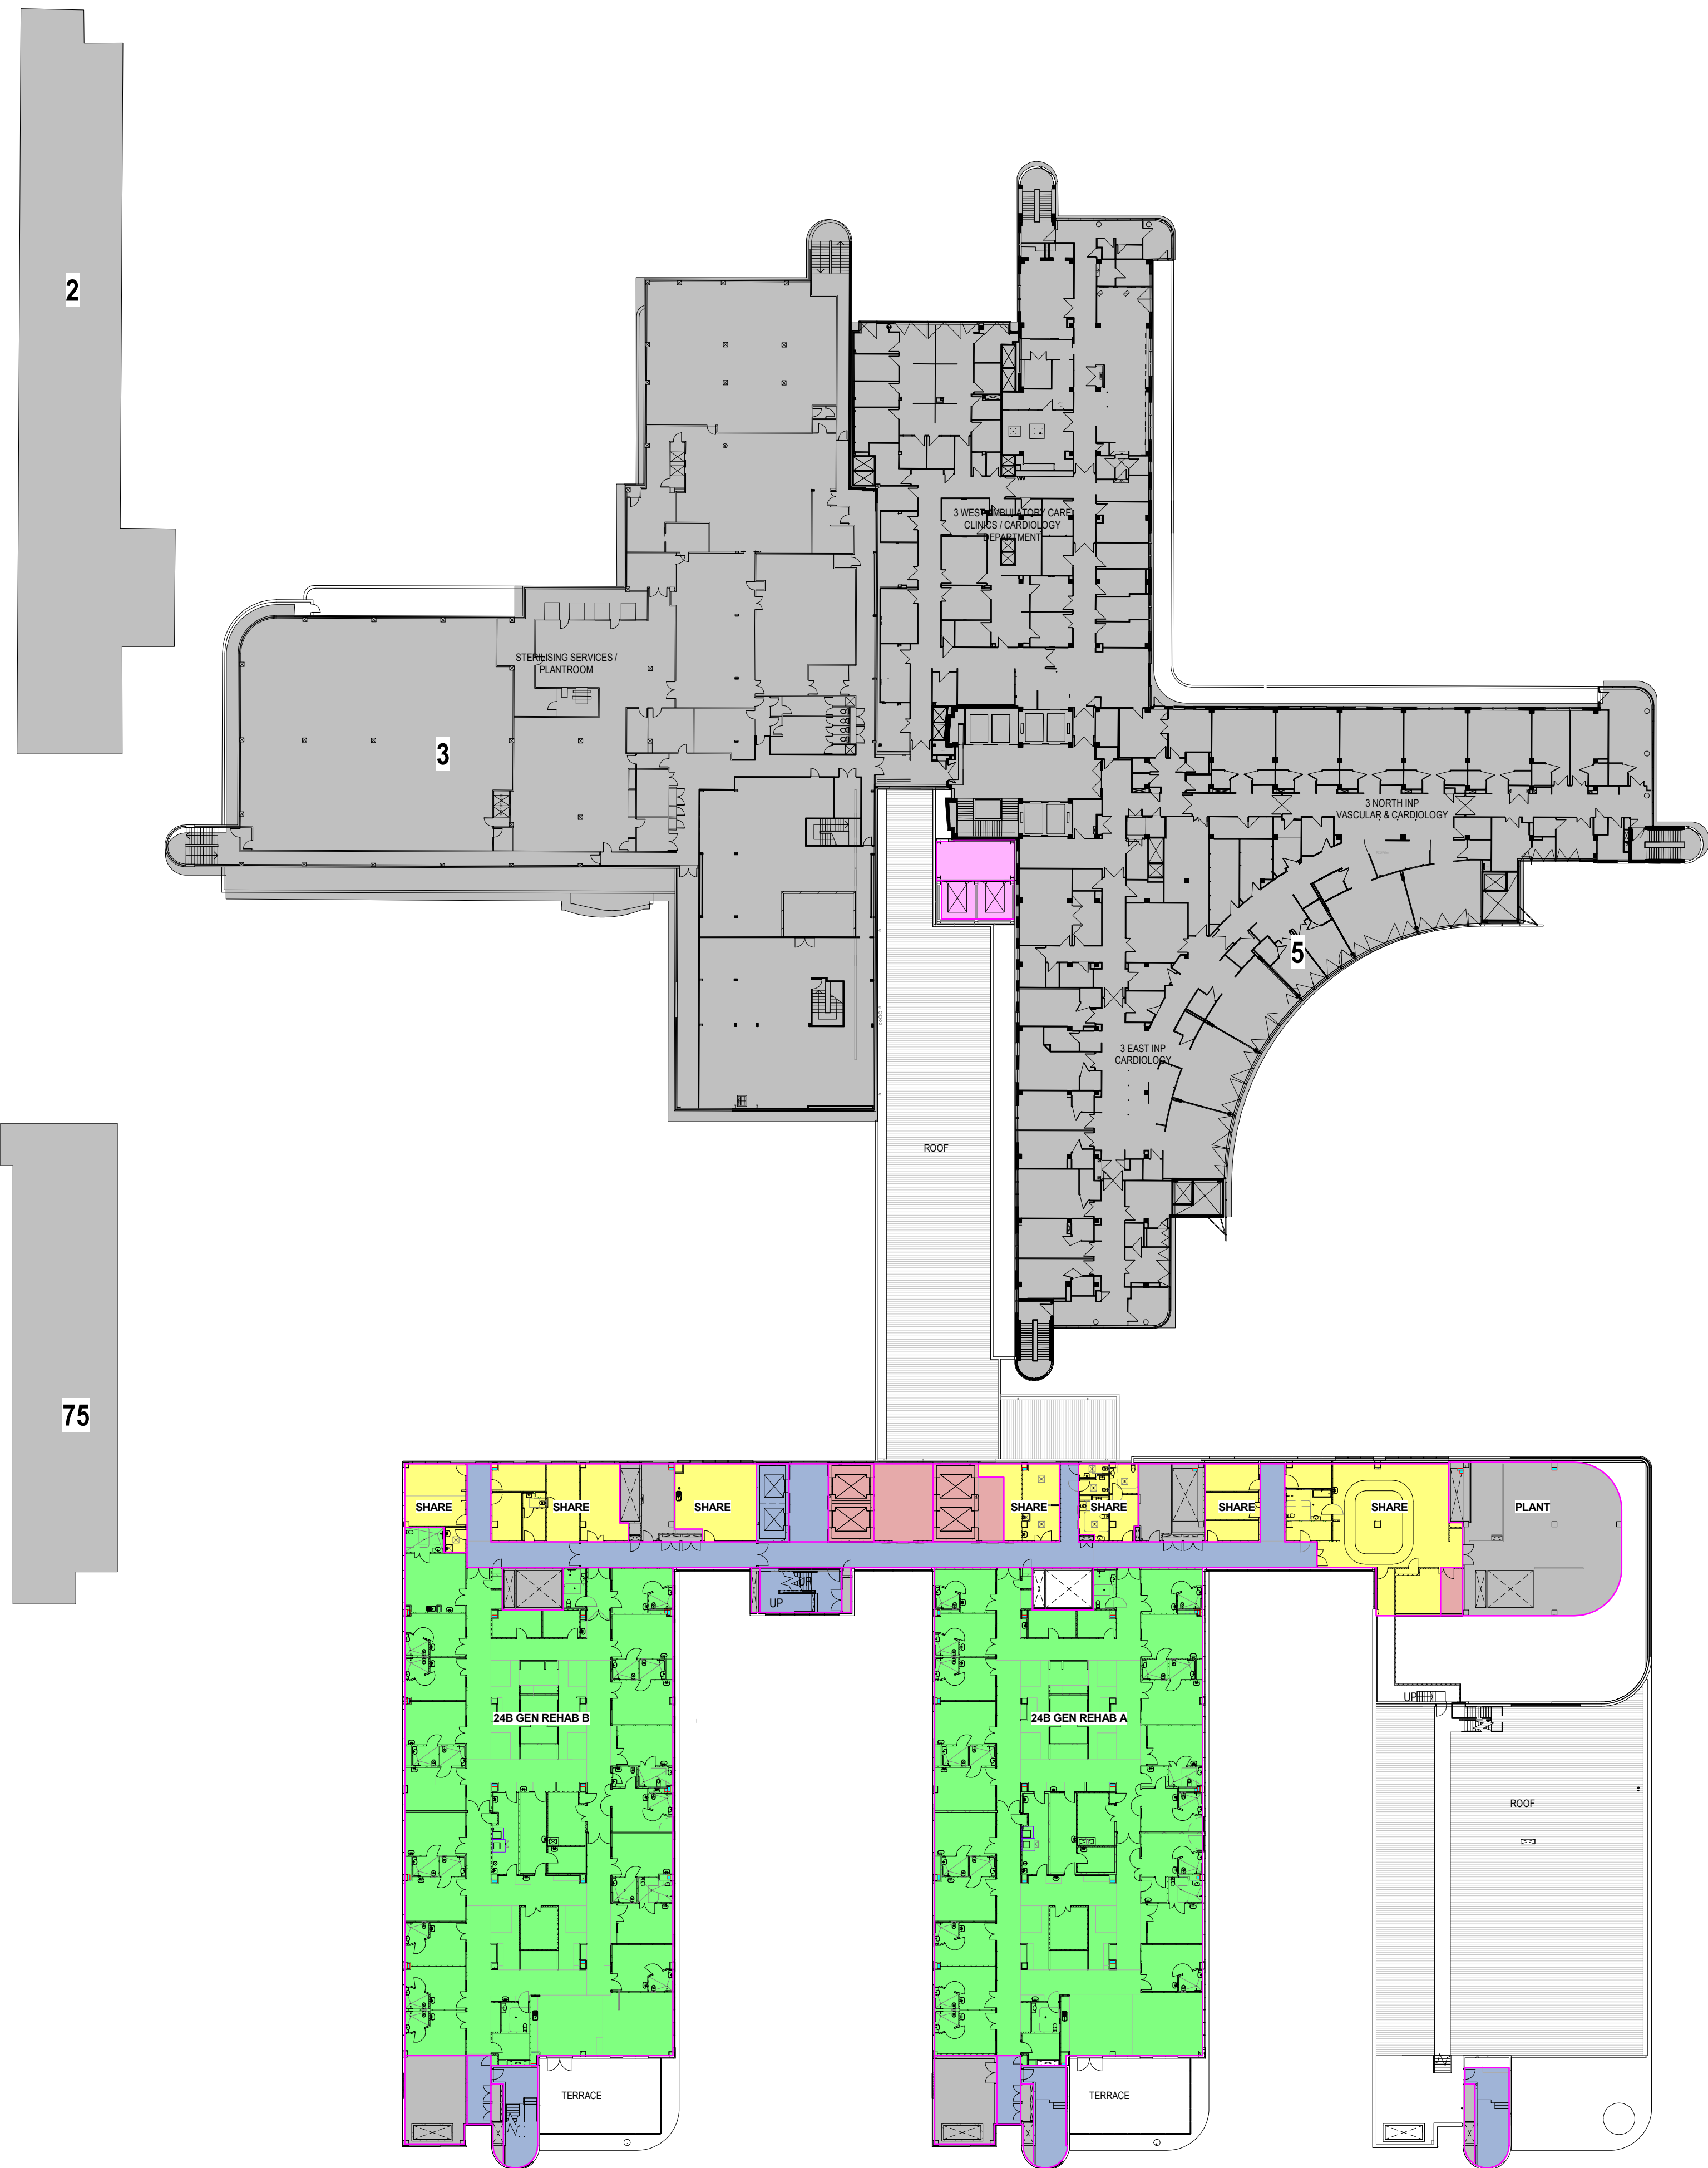 2
3 WEST AMBULATORY CARE
CLINICS / CARDIOLOGY
DEPARTMENT
STERILISING SERVICES /
PLANTROOM
3
3 NORTH INP
VASCULAR & CARDIOLOGY
5
3 EAST INP
CARDIOLOGY
ROOF
75
SHARE
SHARE
SHARE
SHARE
SHARE
SHARE
SHARE
PLANT
UP
UP
24B GEN REHAB B
24B GEN REHAB A
UP
ROOF
TERRACE
TERRACE